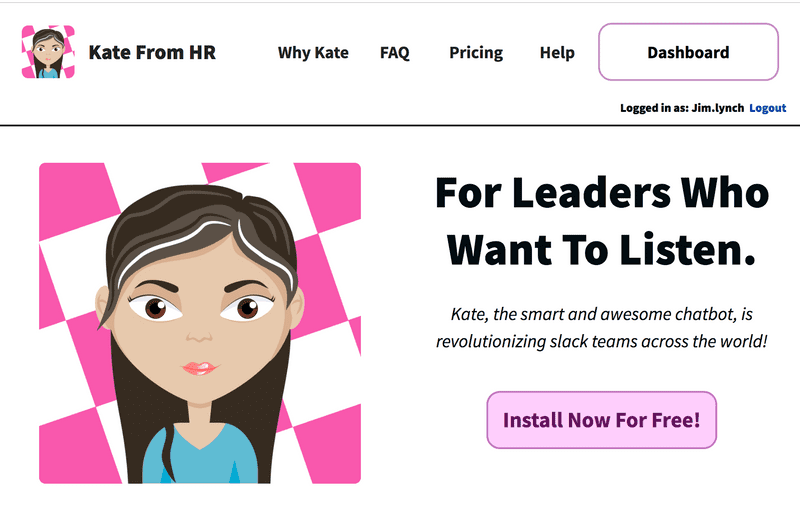 Kate From HR
Why Kate
FAQ
Pricing
Help
Dashboard
Logged in as: Jim.lynch Logout
For Leaders Who
Want To Listen.
Kate, the smart and awesome chatbot, is
revolutionizing slack teams across the world!
Install Now For Free!